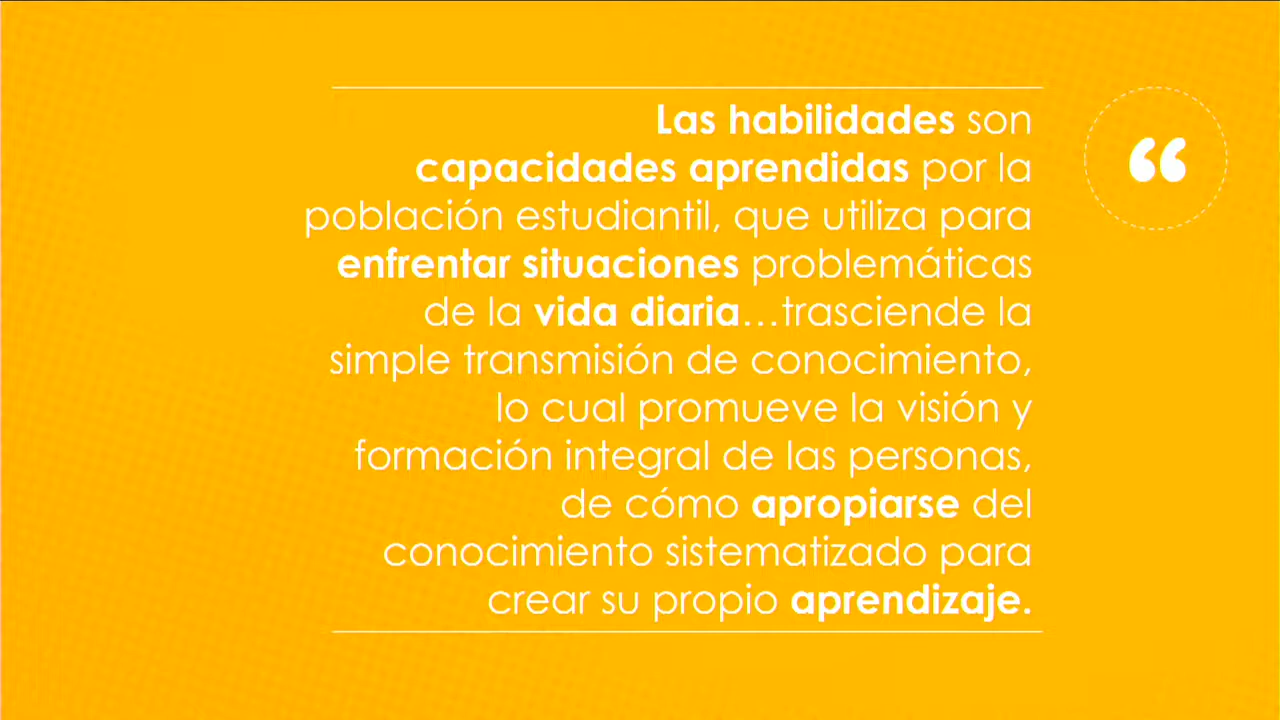 Las habilidades son
capacidades aprendidas por la
población estudiantil, que utiliza para
enfrentar situaciones problemáticas
de la vida diaria...trasciende la
simple transmisión de conocimiento,
lo cual promueve la visión y
formación integral de las personas,
de cómo apropiarse del
conocimiento sistematizado para
crear su propio aprendizaje.
“